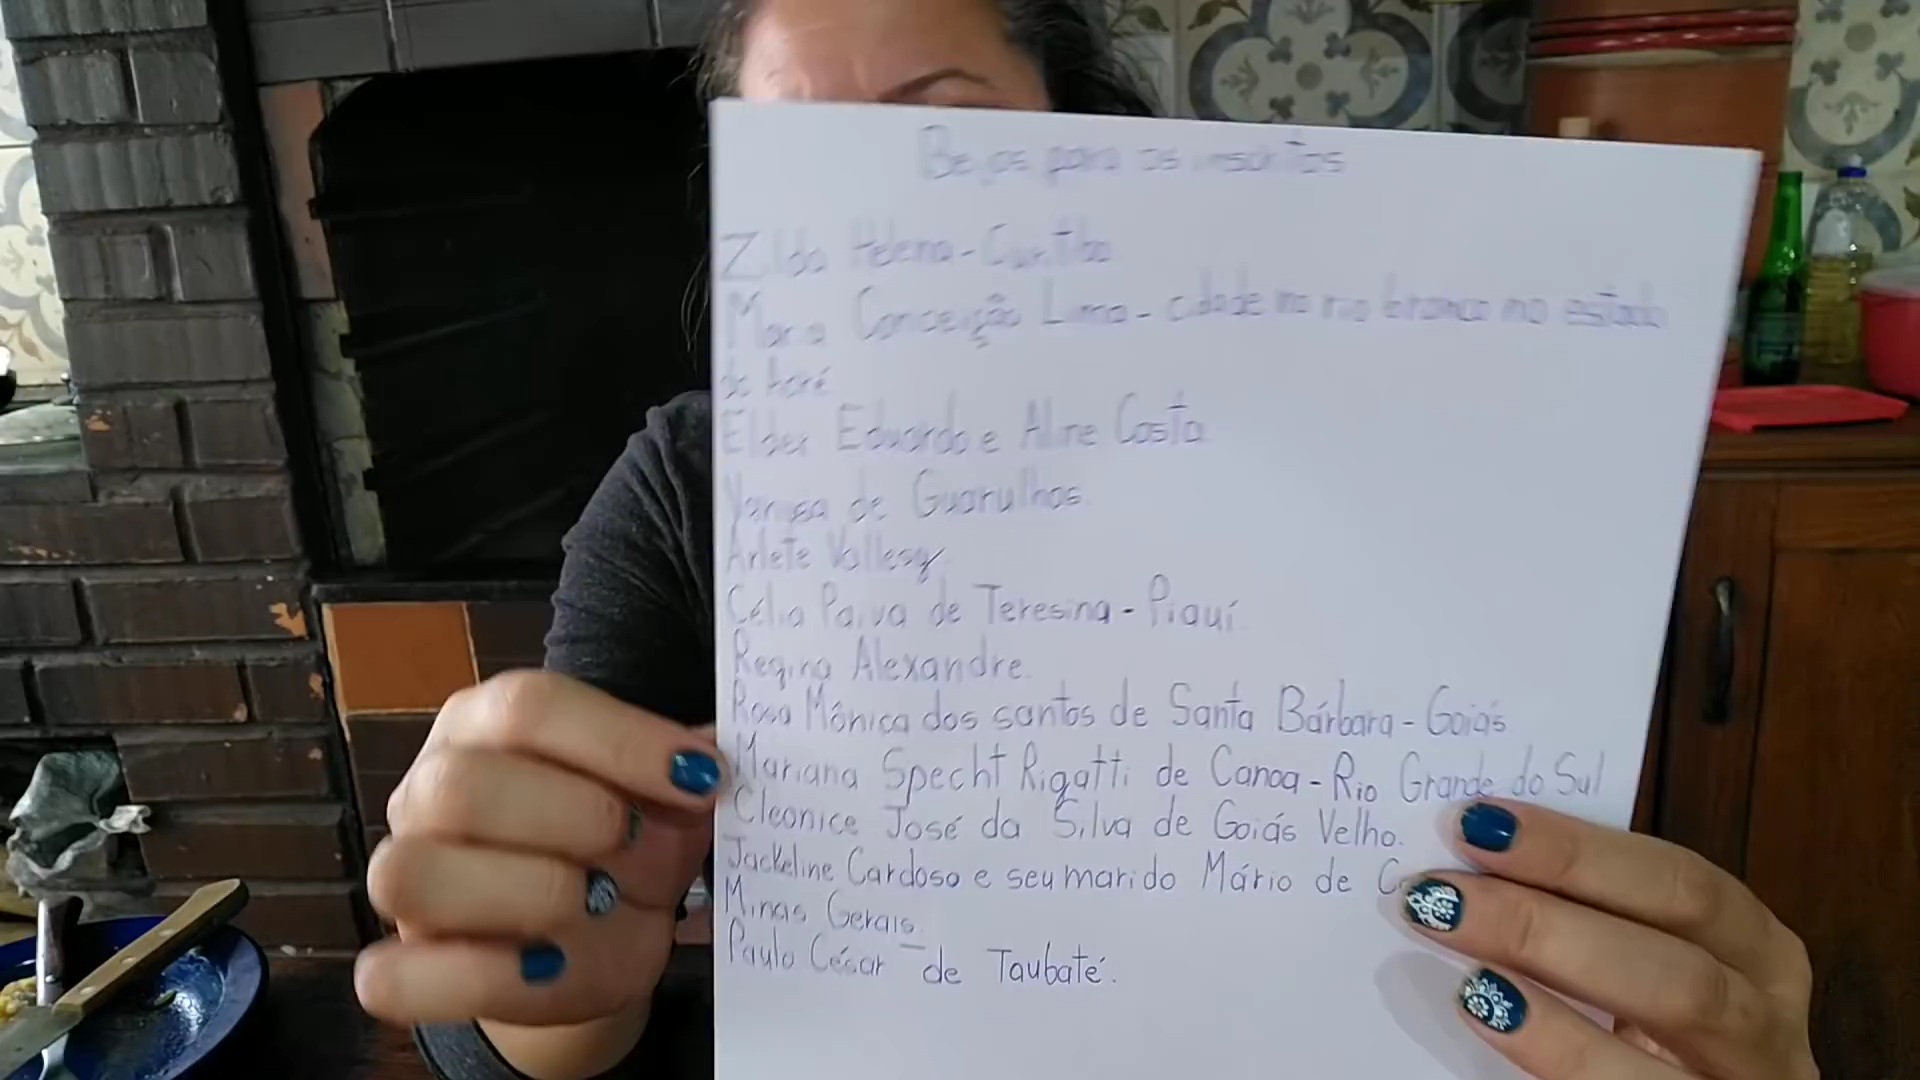 Beijos para os inscritos
Zilda Helena - Curitiba
Maria Conceição Lima - cidade no rio branco no estado
do Acré
Elder Eduardo e Aline Costa
de Guarulhos.
Arlete
Célia Paiva de Teresina - Piauí.
Regina Alexandre.
Rosa Mônica dos santos de Santa Bárbara - Goiás
Mariana Specht Rigatti de Canoa - Rio Grande do Sul
Cleonice José da Silva de Goiás Velho.
Jackeline Cardoso e seu marido Mário de
Minas Gerais.
Paulo César de Taubaté.